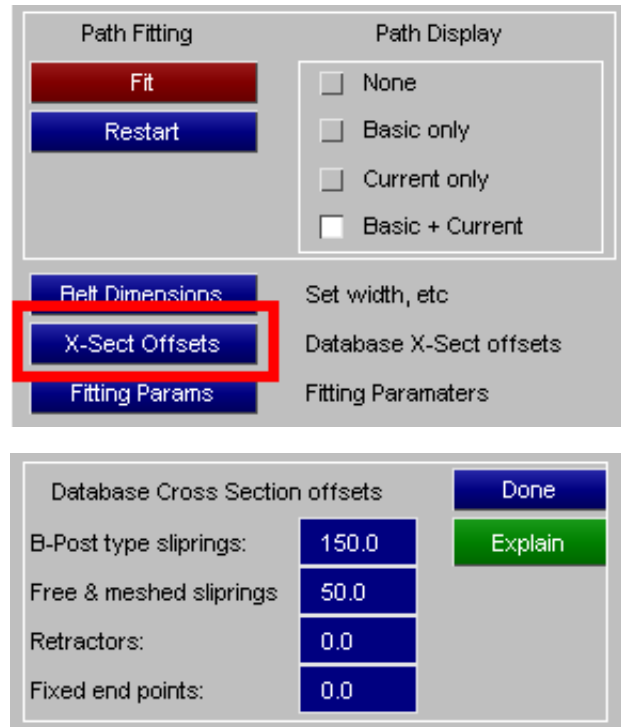 Path Fitting Path Display
Fit None
Restart Basic only
Current only
Basic + Current
Belt Dimensions Set width, etc
X-Sect Offsets Database X-Sect offsets
Fitting Params Fitting Paramaters
Database Cross Section offsets Done
B-Post type sliprings: 150.0 Explain
Free & meshed sliprings 50.0
Retractors: 0.0
Fixed end points: 0.0